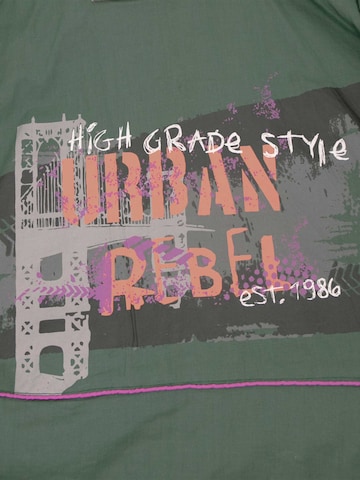 HiGH GRADe STyle
URBAN
REBEL
est. 1986